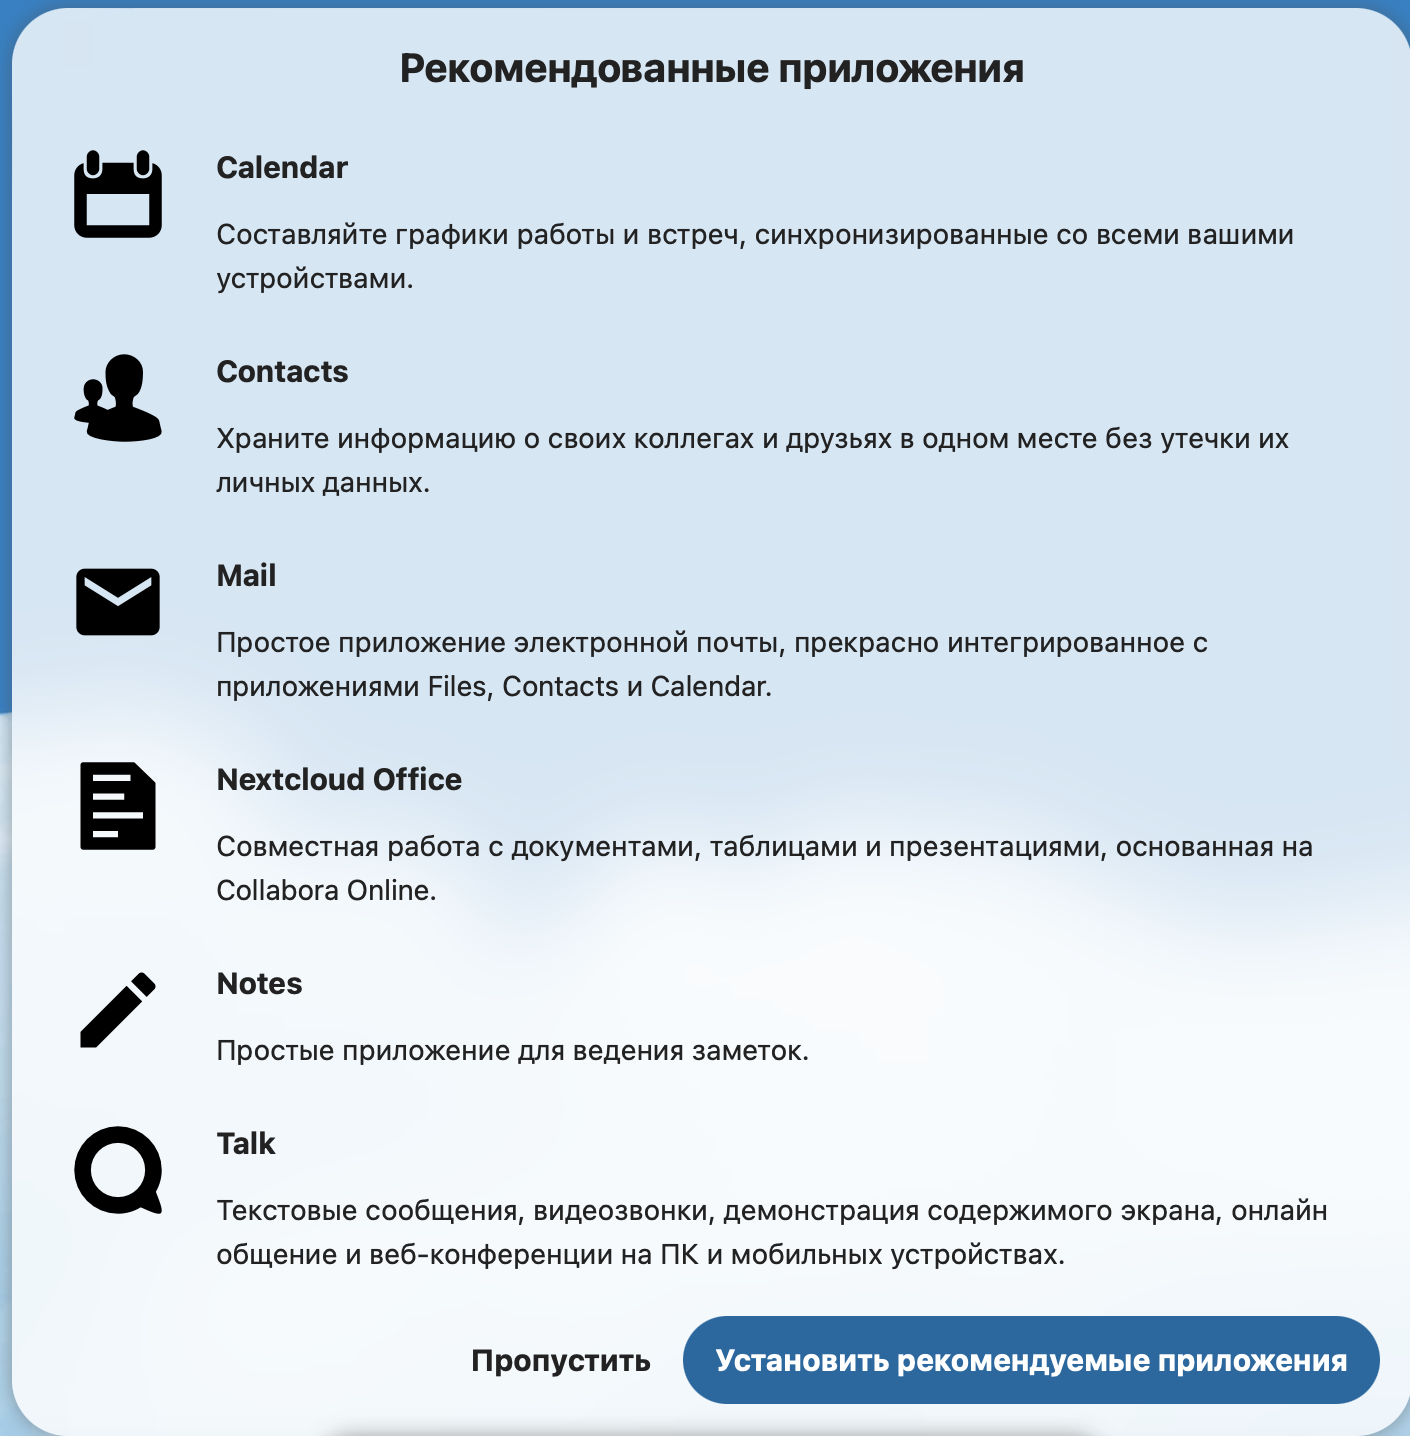 Рекомендованные приложения
Calendar
Составляйте графики работы и встреч, синхронизированные со всеми вашими
устройствами.
Contacts
Храните информацию о своих коллегах и друзьях в одном месте без утечки их
личных данных.
Mail
Простое приложение электронной почты, прекрасно интегрированное с
приложениями Files, Contacts и Calendar.
Nextcloud Office
Совместная работа с документами, таблицами и презентациями, основанная на
Collabora Online.
Notes
Простые приложение для ведения заметок.
Talk
Текстовые сообщения, видеозвонки, демонстрация содержимого экрана, онлайн
общение и веб-конференции на ПК и мобильных устройствах.
Пропустить Установить рекомендуемые приложения